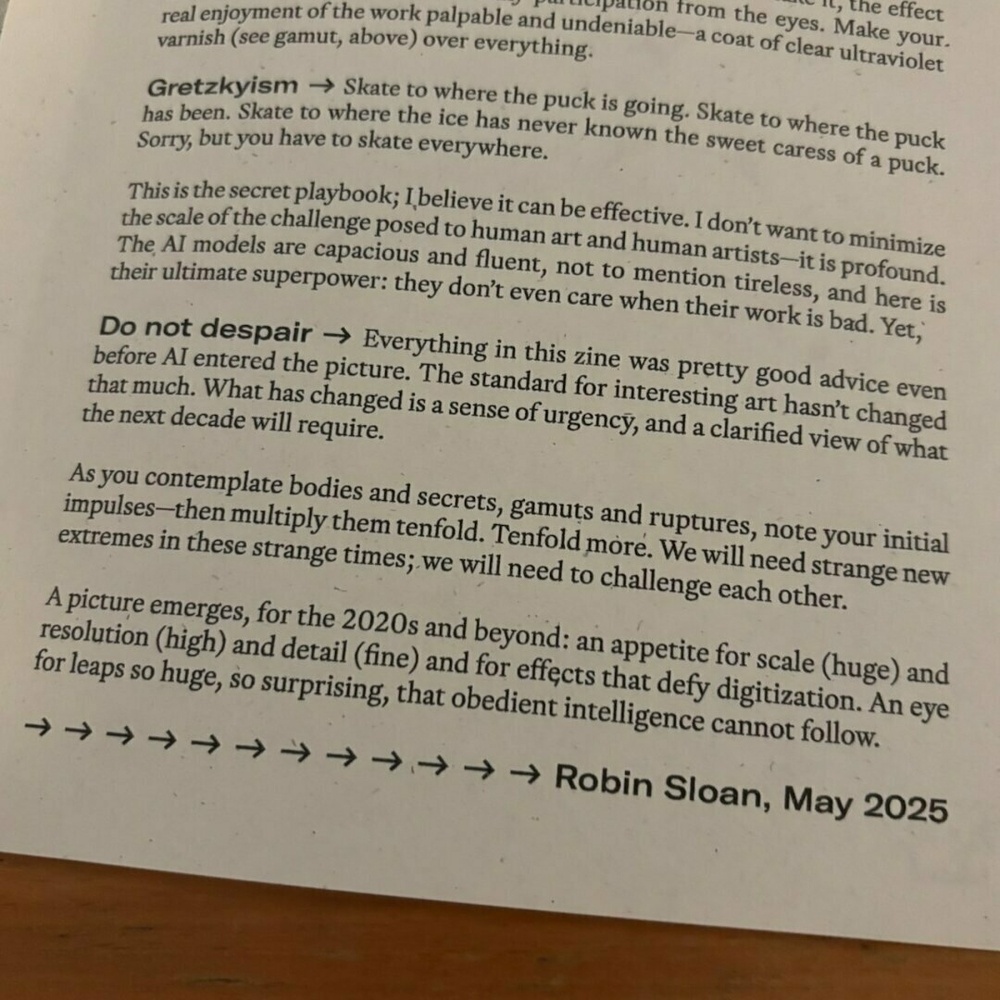 participation from the eyes. Make your
it, the effect
real enjoyment of the work palpable and undeniable—a coat of clear ultraviolet
varnish (see gamut, above) over everything.
Gretzkyism → Skate to where the puck is going. Skate to where the puck
has been. Skate to where the ice has never known the sweet caress of a puck.
Sorry, but you have to skate everywhere.
This is the secret playbook; I believe it can be effective. I don’t want to minimize
the scale of the challenge posed to human art and human artists—it is profound.
The AI models are capacious and fluent, not to mention tireless, and here is
their ultimate superpower: they don’t even care when their work is bad. Yet,
Do not despair → Everything in this zine was pretty good advice even
before AI entered the picture. The standard for interesting art hasn’t changed
that much. What has changed is a sense of urgency, and a clarified view of what
the next decade will require.
As you contemplate bodies and secrets, gamuts and ruptures, note your initial
impulses—then multiply them tenfold. Tenfold more. We will need strange new
extremes in these strange times; we will need to challenge each other.
A picture emerges, for the 2020s and beyond: an appetite for scale (huge) and
resolution (high) and detail (fine) and for effects that defy digitization. An eye
for leaps so huge, so surprising, that obedient intelligence cannot follow.
→ → → → → → → → → → → → Robin Sloan, May 2025